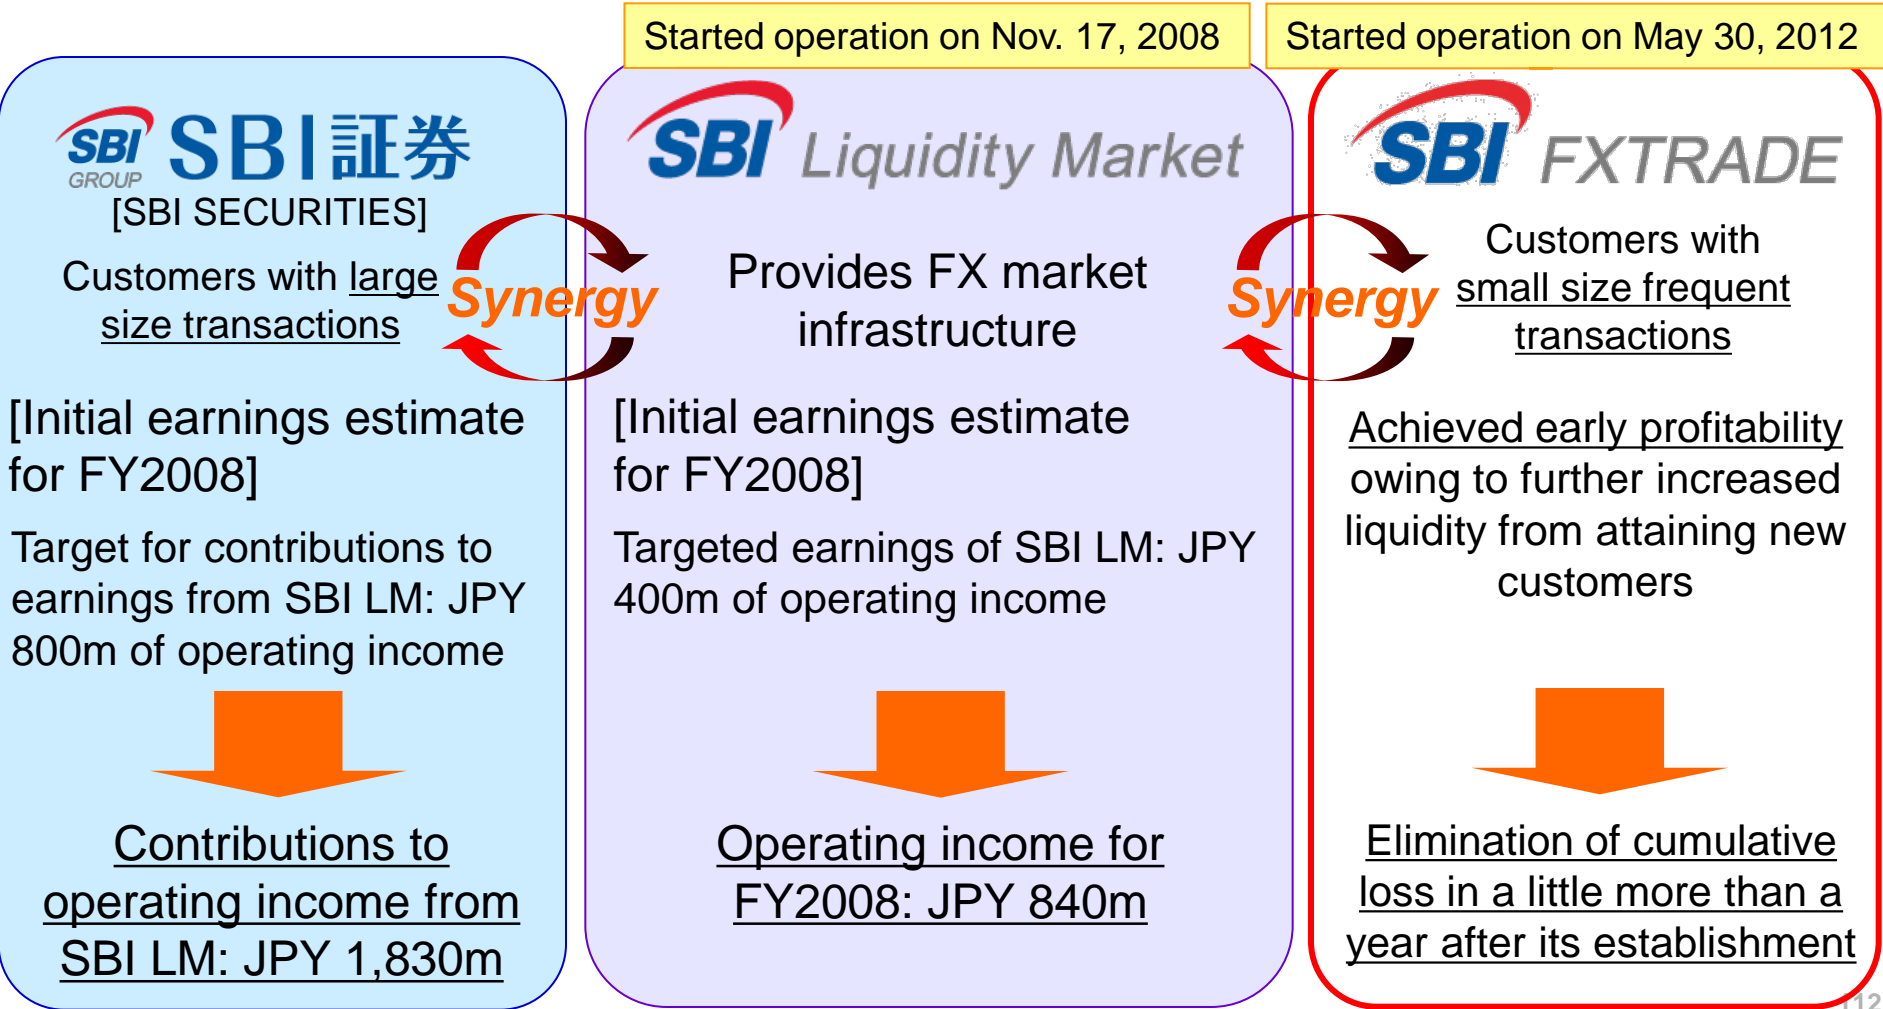 Started operation on Nov. 17, 2008
Started operation on May 30, 2012
SBI
GROUP
SBI証券
[SBI SECURITIES]
Customers with large
size transactions
[Initial earnings estimate
for FY2008]
Target for contributions to
earnings from SBI LM: JPY
800m of operating income
Contributions to
operating income from
SBI LM: JPY 1,830m
Synergy
SBI Liquidity Market
Provides FX market
infrastructure
[Initial earnings estimate
for FY2008]
Targeted earnings of SBI LM: JPY
400m of operating income
Operating income for
FY2008: JPY 840m
Synergy
SBI FXTRADE
Customers with
small size frequent
transactions
Achieved early profitability
owing to further increased
liquidity from attaining new
customers
Elimination of cumulative
loss in a little more than a
year after its establishment
112